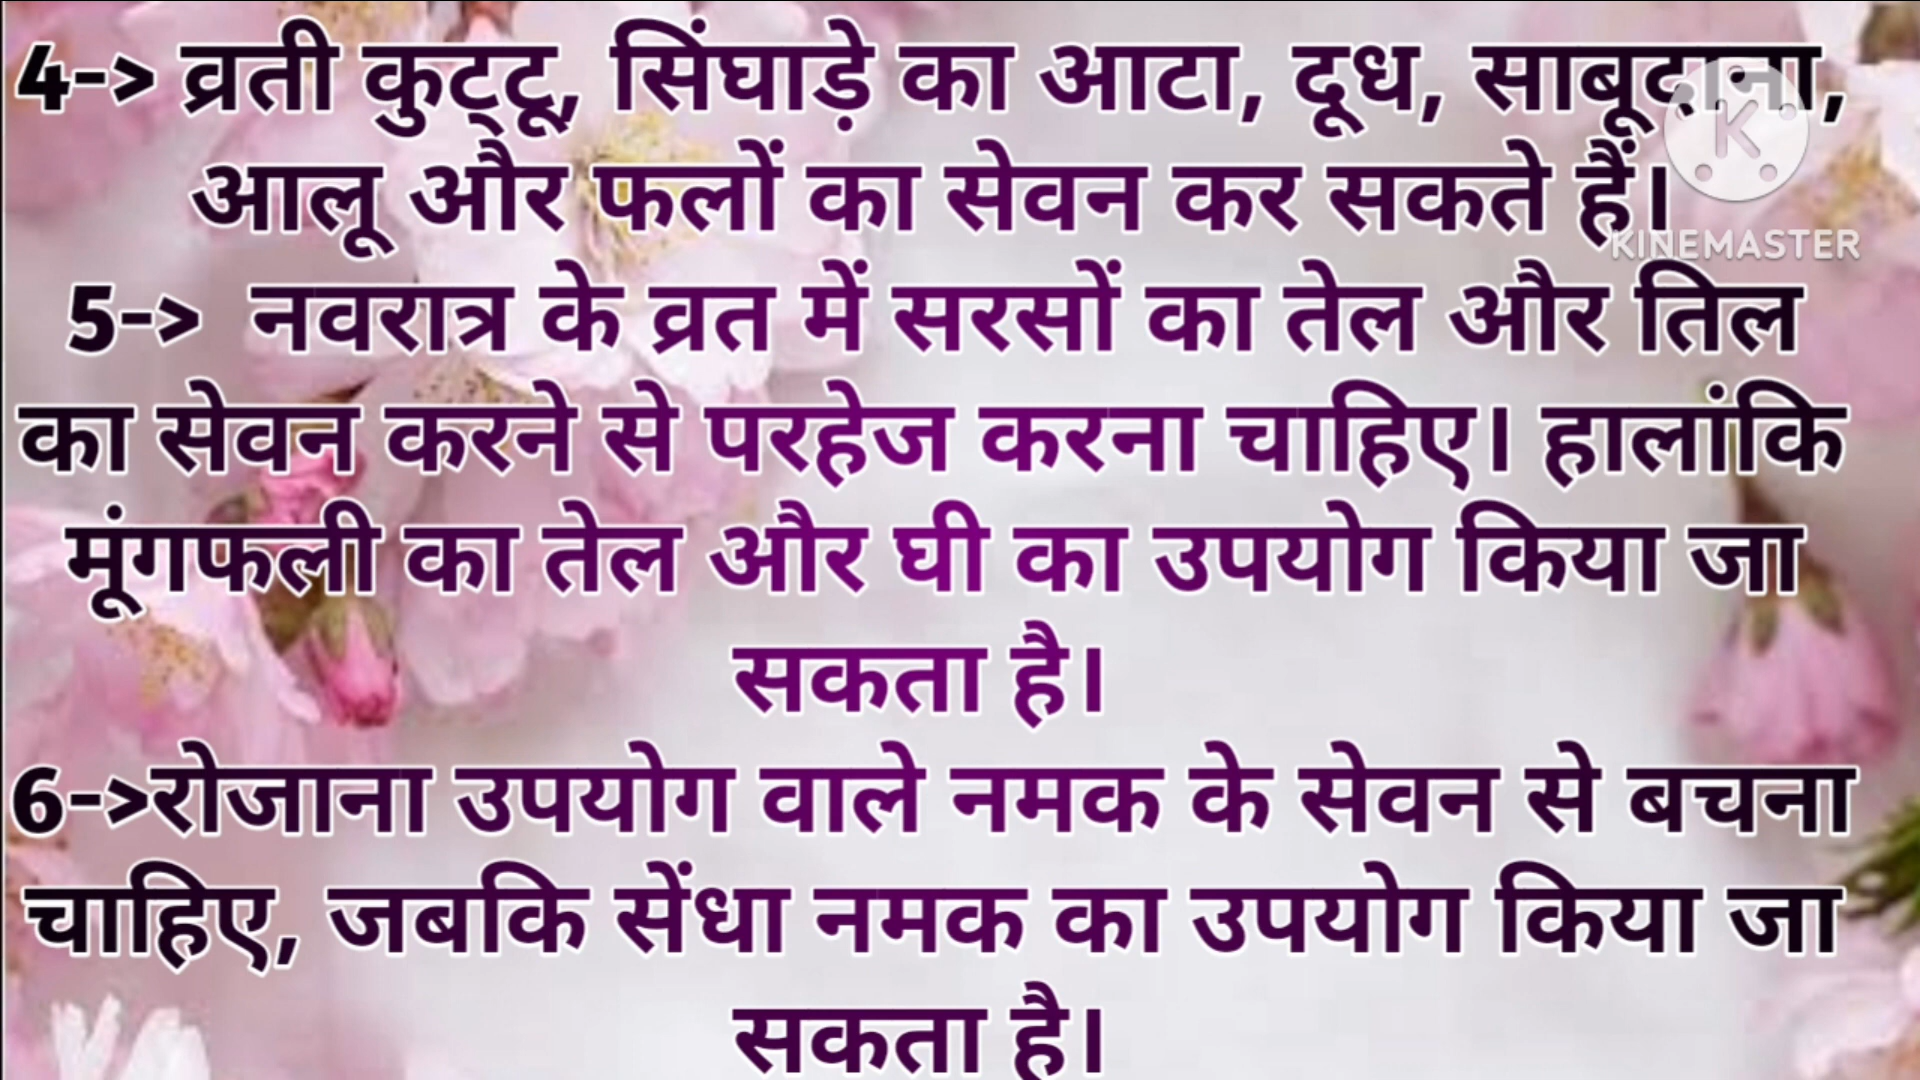 4-> व्रती कुट्टू, सिंघाड़े का आटा, दूध, साबूदाना,
आलू और फलों का सेवन कर सकते हैं।
KINEMASTER
5-> नवरात्र के व्रत में सरसों का तेल और तिल
का सेवन करने से परहेज करना चाहिए। हालांकि
मूंगफली का तेल और घी का उपयोग किया जा
सकता है।
6->रोजाना उपयोग वाले नमक के सेवन से बचना
चाहिए, जबकि सेंधा नमक का उपयोग किया जा
सकता है।